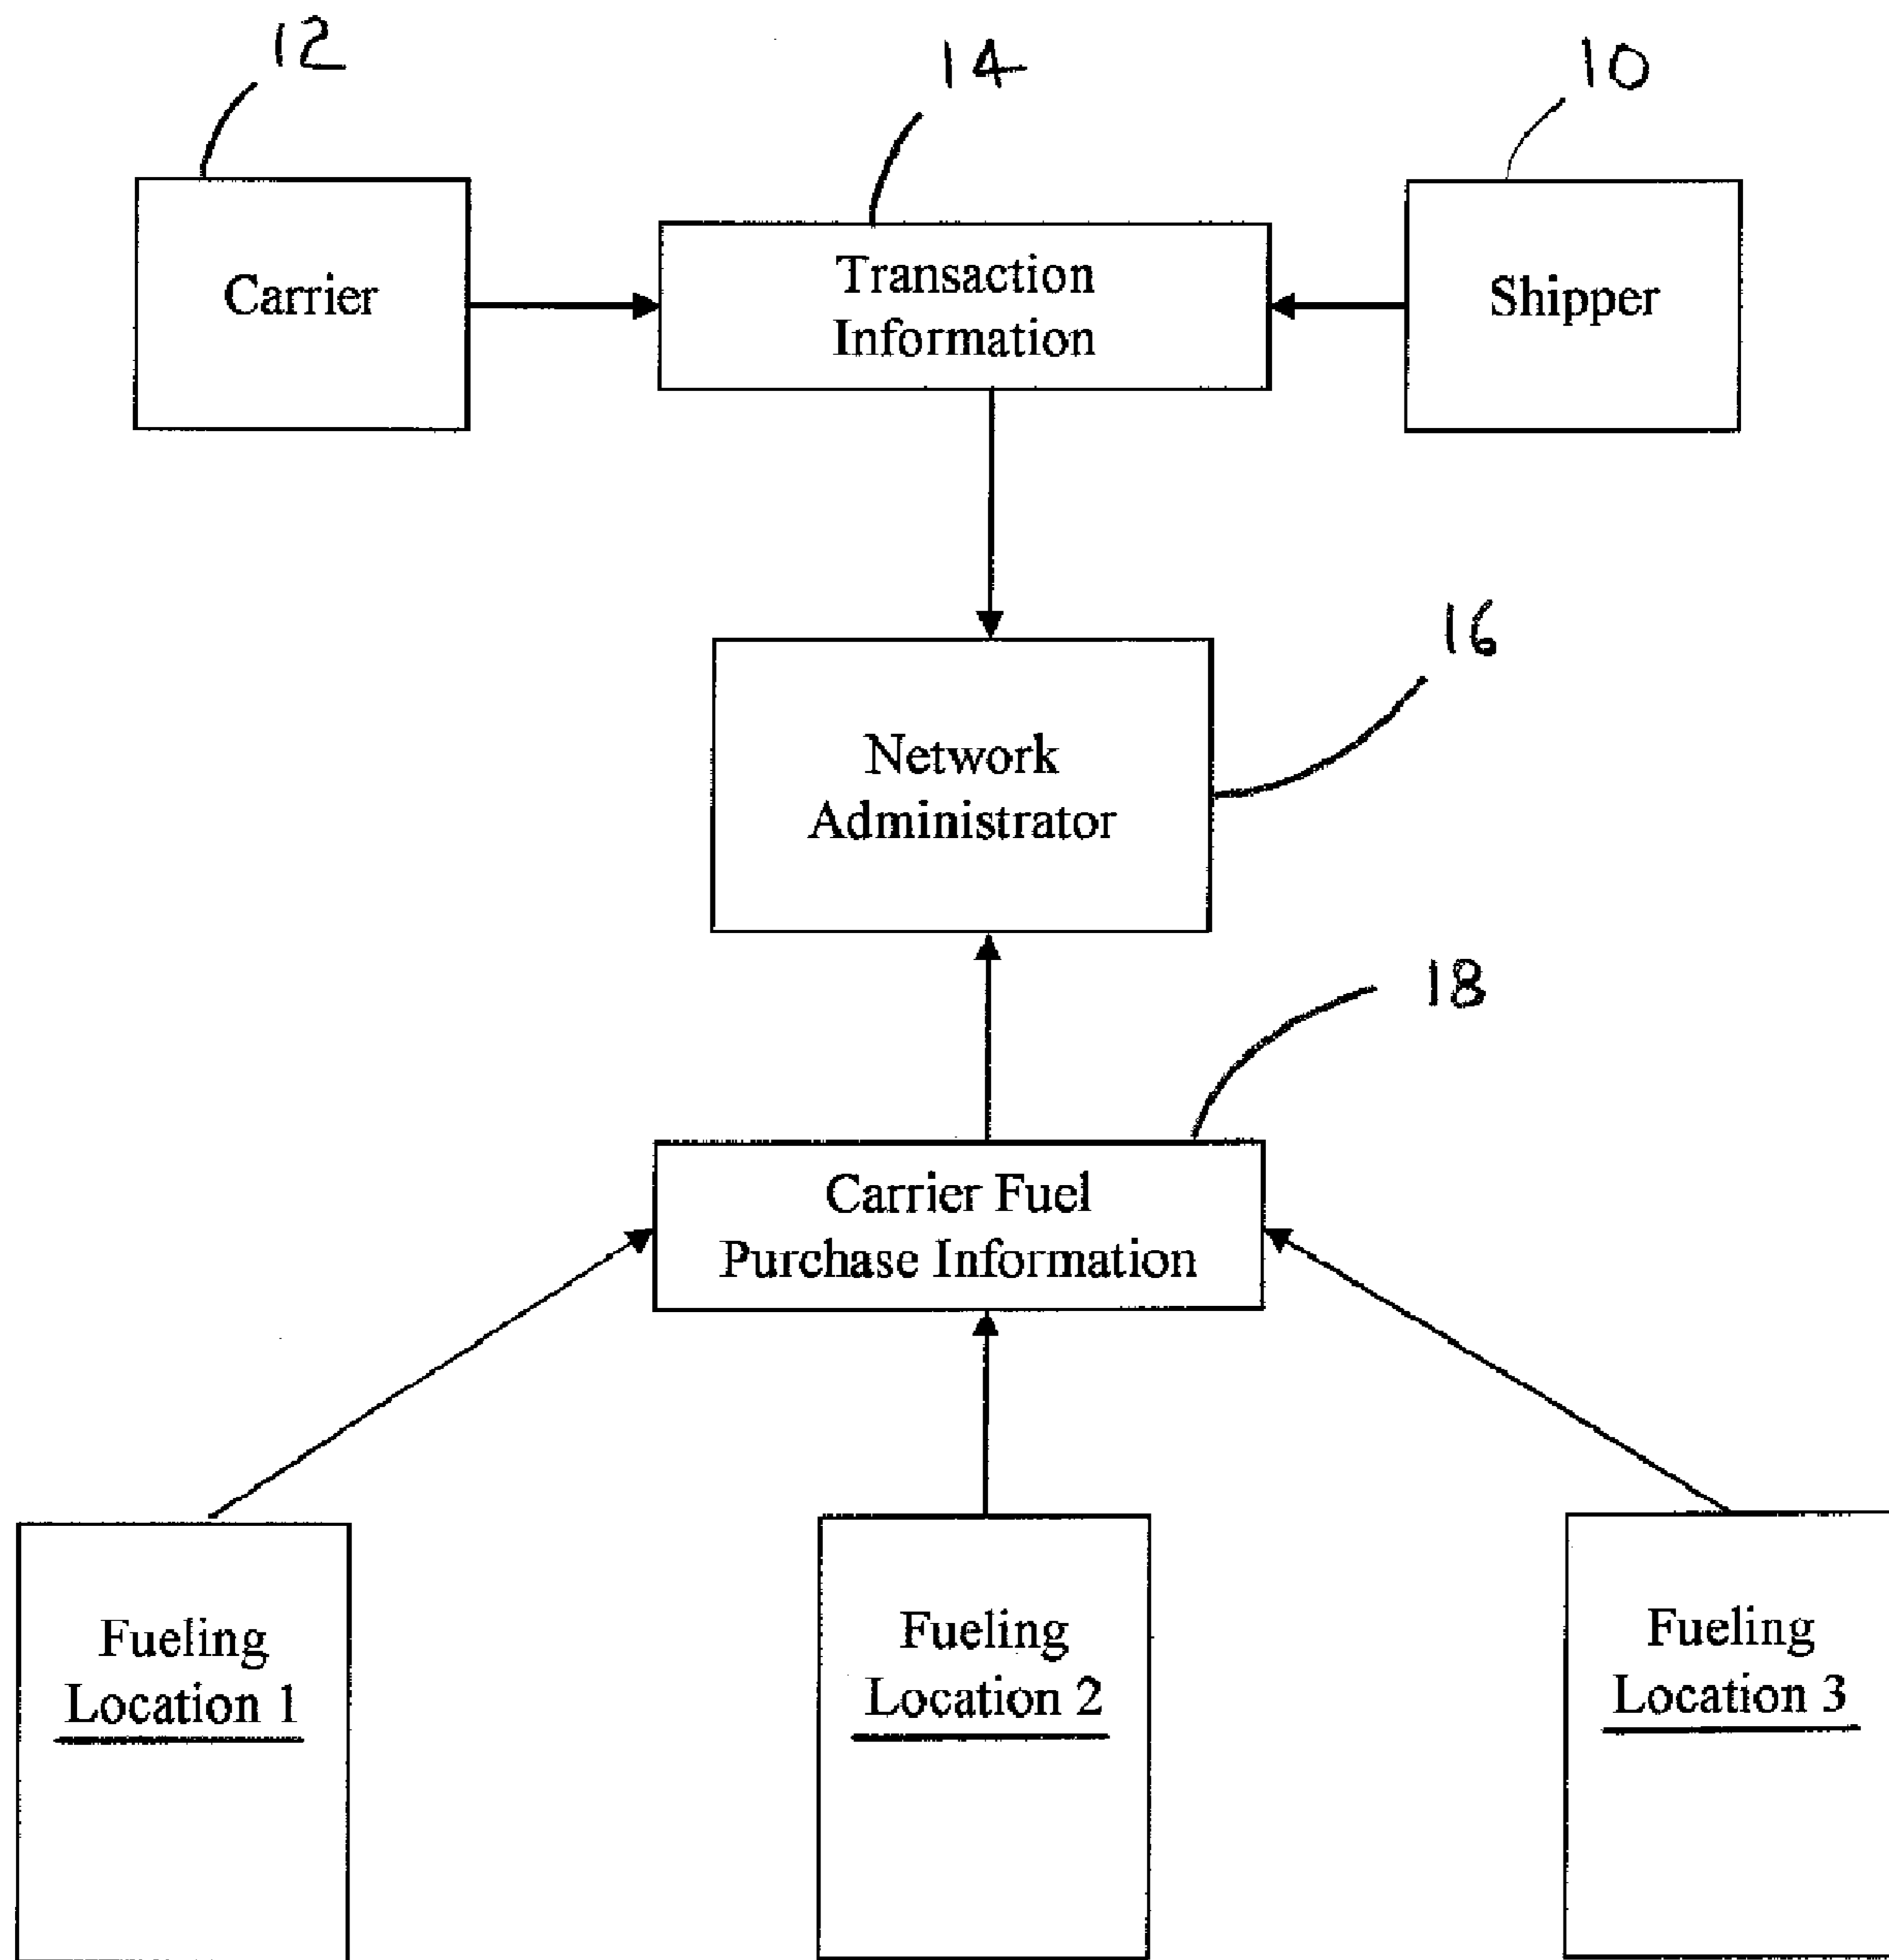 12
14
10
Carrier
Transaction
Information
Shipper
16
Network
Administrator
18
Carrier Fuel
Purchase Information
Fueling
Location 1
Fueling
Location 2
Fueling
Location 3